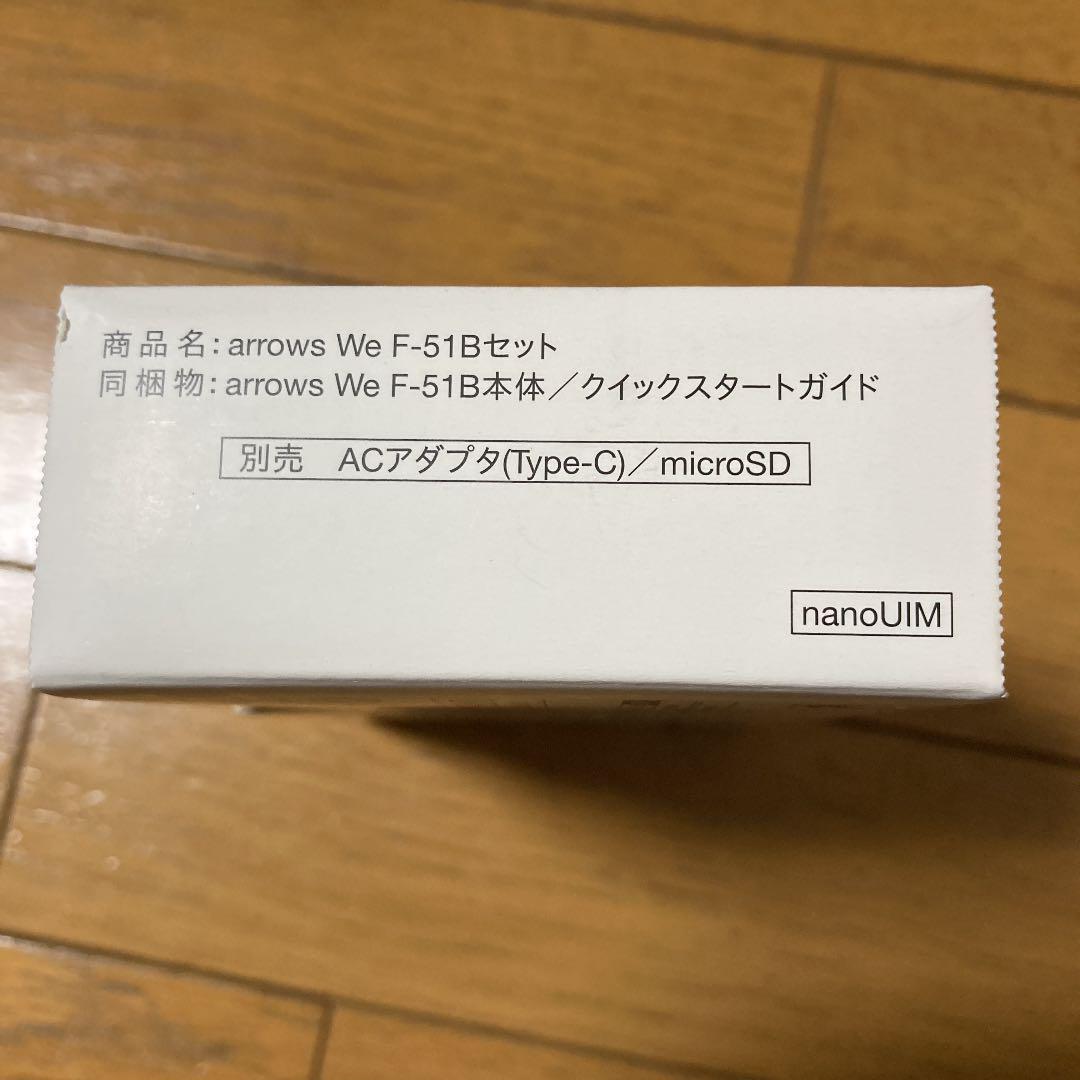 商品名：arrows We F-51Bセット
同梱物：arrows We F-51B本体／クイックスタートガイド
別売　ACアダプタ(Type-C)／microSD
nanoUIM